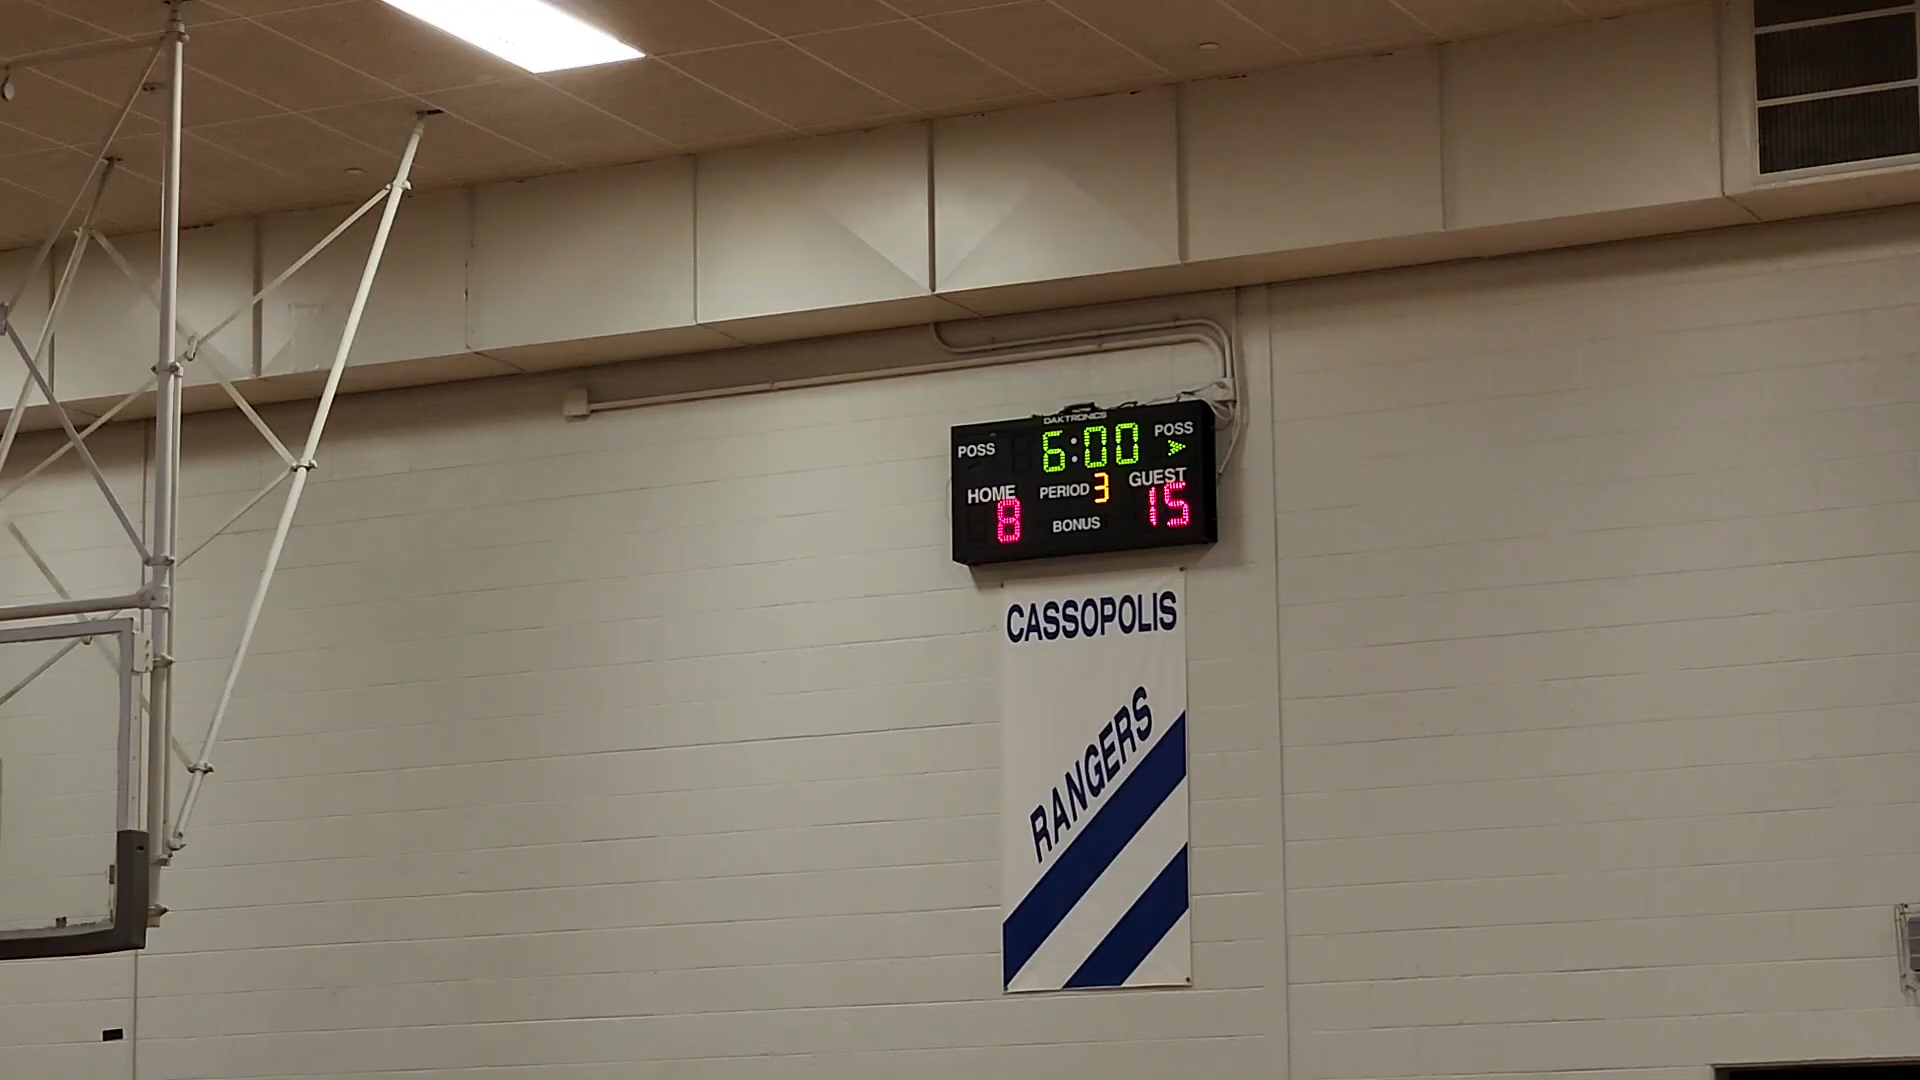 DAKTRONICS
POSS 6:00 POSS
HOME PERIOD 3 GUEST
8 BONUS 15
CASSOPOLIS
RANGERS